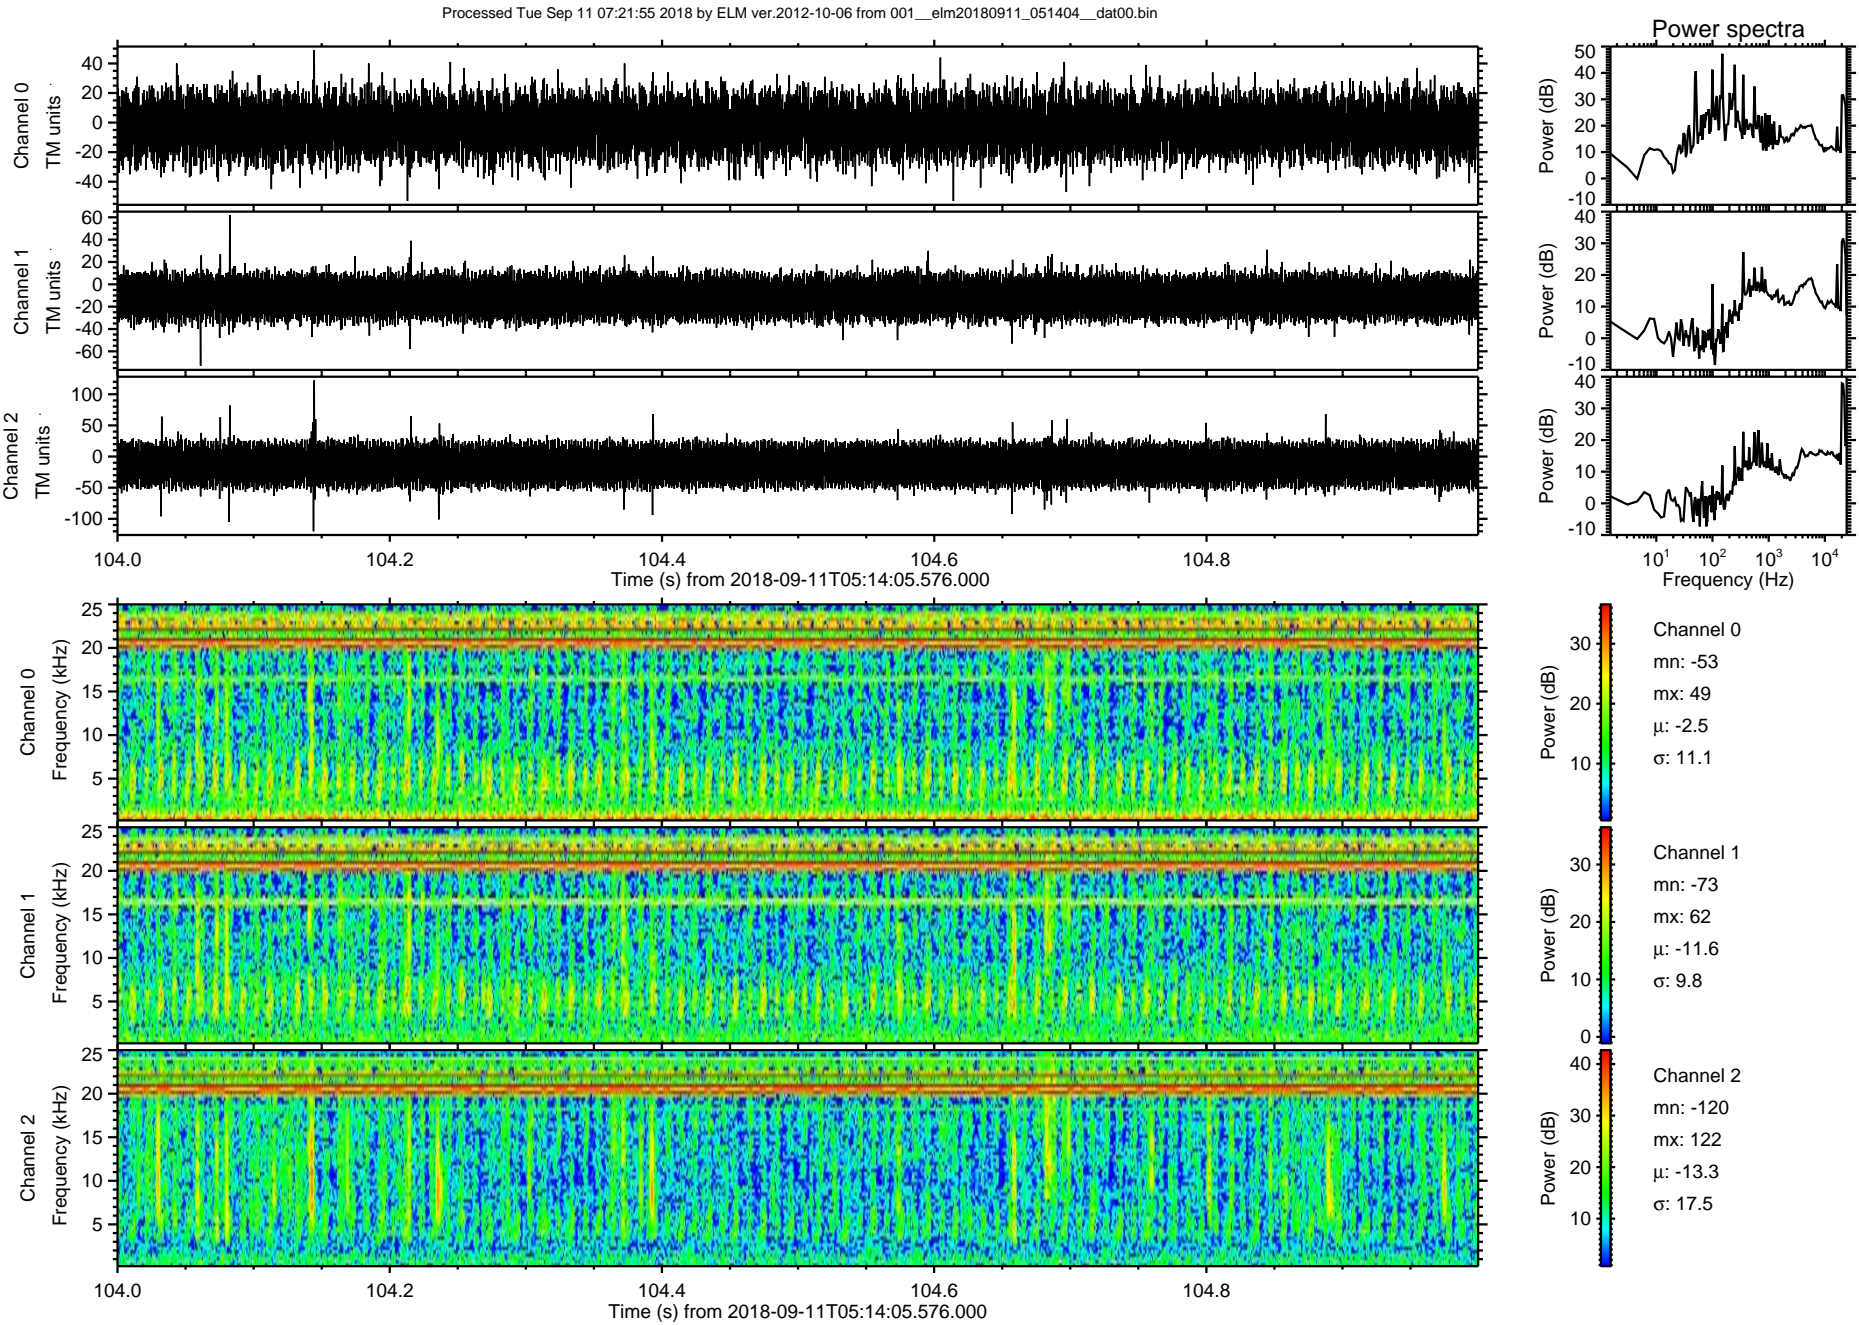 Processed Tue Sep 11 07:21:55 2018 by ELM ver.2012-10-06 from 001__elm20180911_051404__dat00.bin
Power spectra
Channel 0
TM units
40
20
0
-20
-40
Power (dB)
50
40
30
20
10
0
-10
Channel 1
TM units
60
40
20
0
-20
-40
-60
Power (dB)
40
30
20
10
0
-10
Channel 2
TM units
100
50
0
-50
-100
Power (dB)
40
30
20
10
0
-10
104.0 104.2 104.4 104.6 104.8
Time (s) from 2018-09-11T05:14:05.576.000
10^1 10^2 10^3 10^4
Frequency (Hz)
Channel 0
Frequency (kHz)
25
20
15
10
5
Power (dB)
30
20
10
Channel 0
mn: -53
mx: 49
μ: -2.5
σ: 11.1
Channel 1
Frequency (kHz)
25
20
15
10
5
Power (dB)
30
20
10
0
Channel 1
mn: -73
mx: 62
μ: -11.6
σ: 9.8
Channel 2
Frequency (kHz)
25
20
15
10
5
Power (dB)
40
30
20
10
Channel 2
mn: -120
mx: 122
μ: -13.3
σ: 17.5
104.0 104.2 104.4 104.6 104.8
Time (s) from 2018-09-11T05:14:05.576.000